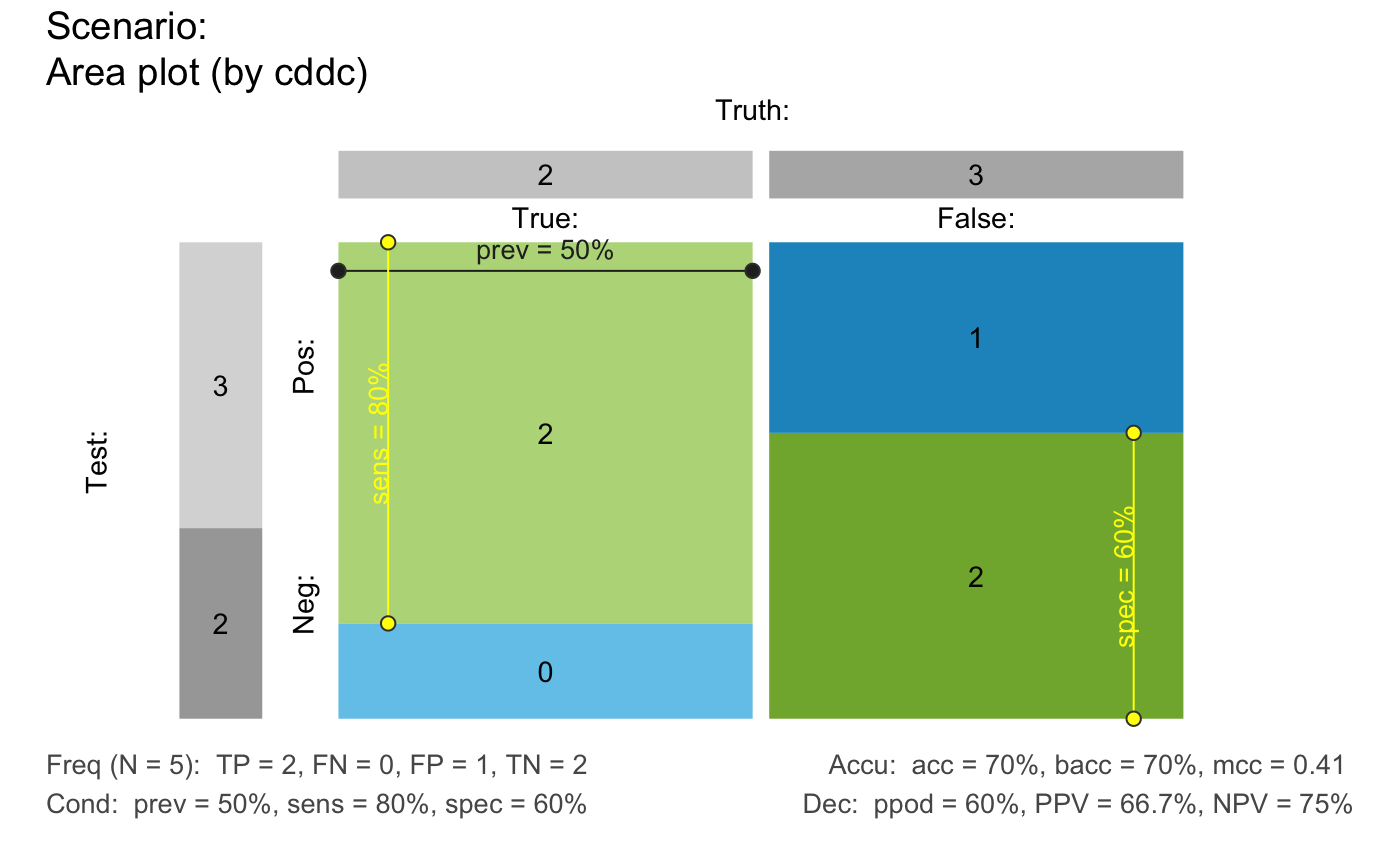 Scenario:
Area plot (by cddc)
Truth:
2
3
True:
False:
prev = 50%
Test:
3
2
Pos:
Neg:
sens = 80%
2
0
1
2
spec = 60%
Freq (N = 5):  TP = 2, FN = 0, FP = 1, TN = 2
Accu:  acc = 70%, bacc = 70%, mcc = 0.41
Cond:  prev = 50%, sens = 80%, spec = 60%
Dec:  ppod = 60%, PPV = 66.7%, NPV = 75%